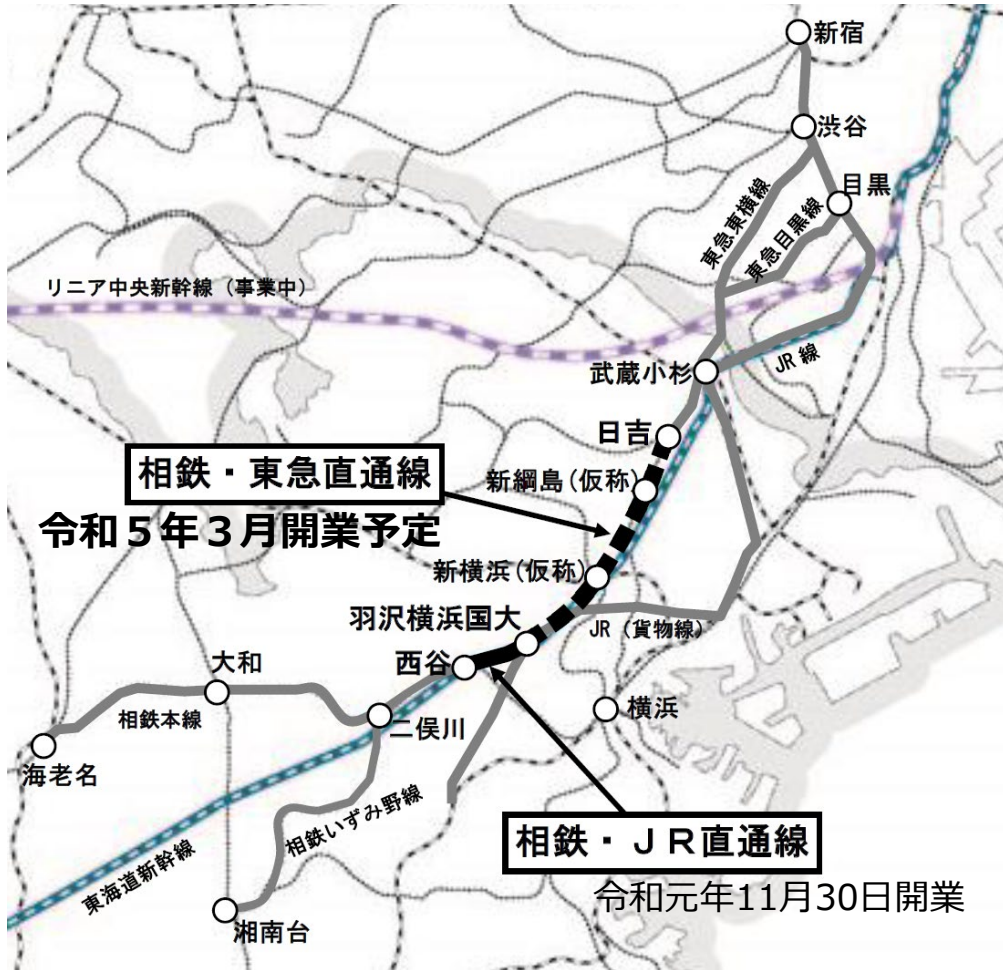 新宿
渋谷
目黒
東急東横線
東急目黒線
リニア中央新幹線（事業中）
JR線
武蔵小杉
日吉
相鉄・東急直通線
新綱島(仮称)
令和５年３月開業予定
新横浜(仮称)
羽沢横浜国大
JR（貨物線）
西谷
大和
横浜
相鉄本線
二俣川
海老名
相鉄いずみ野線
相鉄・ＪＲ直通線
東海道新幹線
令和元年11月30日開業
湘南台